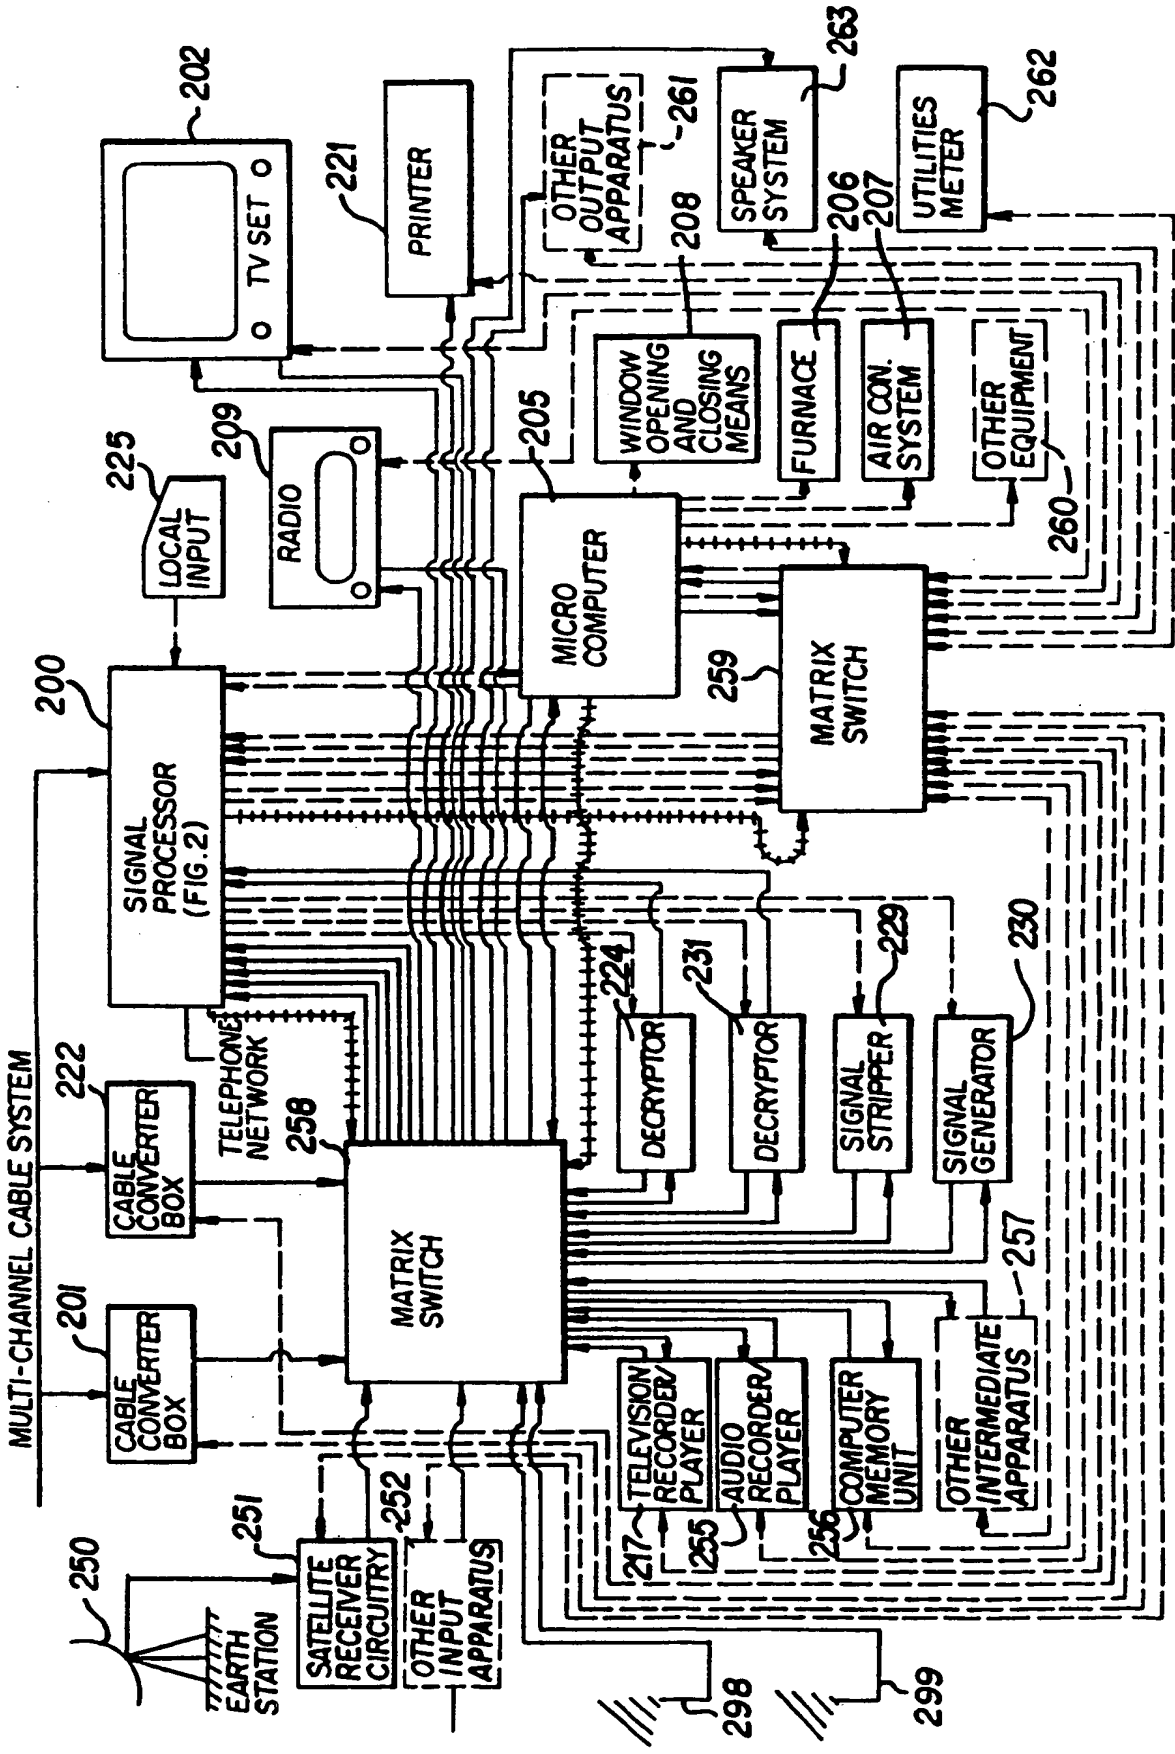 MULTI-CHANNEL CABLE SYSTEM
250
EARTH
STATION
251
SATELLITE
RECEIVER
CIRCUITRY
252
OTHER
INPUT
APPARATUS
298
299
201
CABLE
CONVERTER
BOX
222
CABLE
CONVERTER
BOX
TELEPHONE
NETWORK
258
MATRIX
SWITCH
200
SIGNAL
PROCESSOR
(FIG. 2)
225
LOCAL
INPUT
209
RADIO
202
TV SET
221
PRINTER
217
TELEVISION
RECORDER/
PLAYER
255
AUDIO
RECORDER/
PLAYER
256
COMPUTER
MEMORY
UNIT
257
OTHER
INTERMEDIATE
APPARATUS
224
DECRYPTOR
231
DECRYPTOR
229
SIGNAL
STRIPPER
230
SIGNAL
GENERATOR
205
MICRO
COMPUTER
259
MATRIX
SWITCH
208
WINDOW
OPENING
AND
CLOSING
MEANS
206
FURNACE
207
AIR CON.
SYSTEM
260
OTHER
EQUIPMENT
261
OTHER
OUTPUT
APPARATUS
263
SPEAKER
SYSTEM
262
UTILITIES
METER